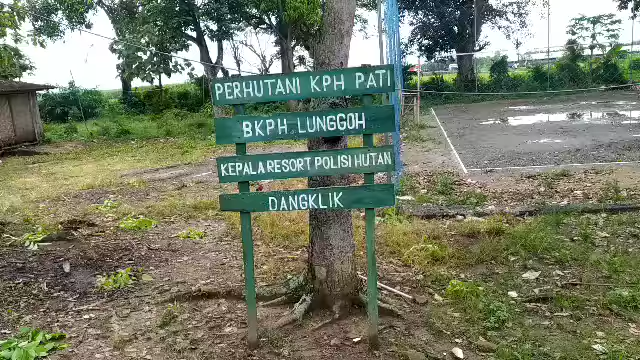 PERHUTANI KPH PATI
BKPH LUNGGOH
KEPALA RESORT POLISI HUTAN
DANGKLIK